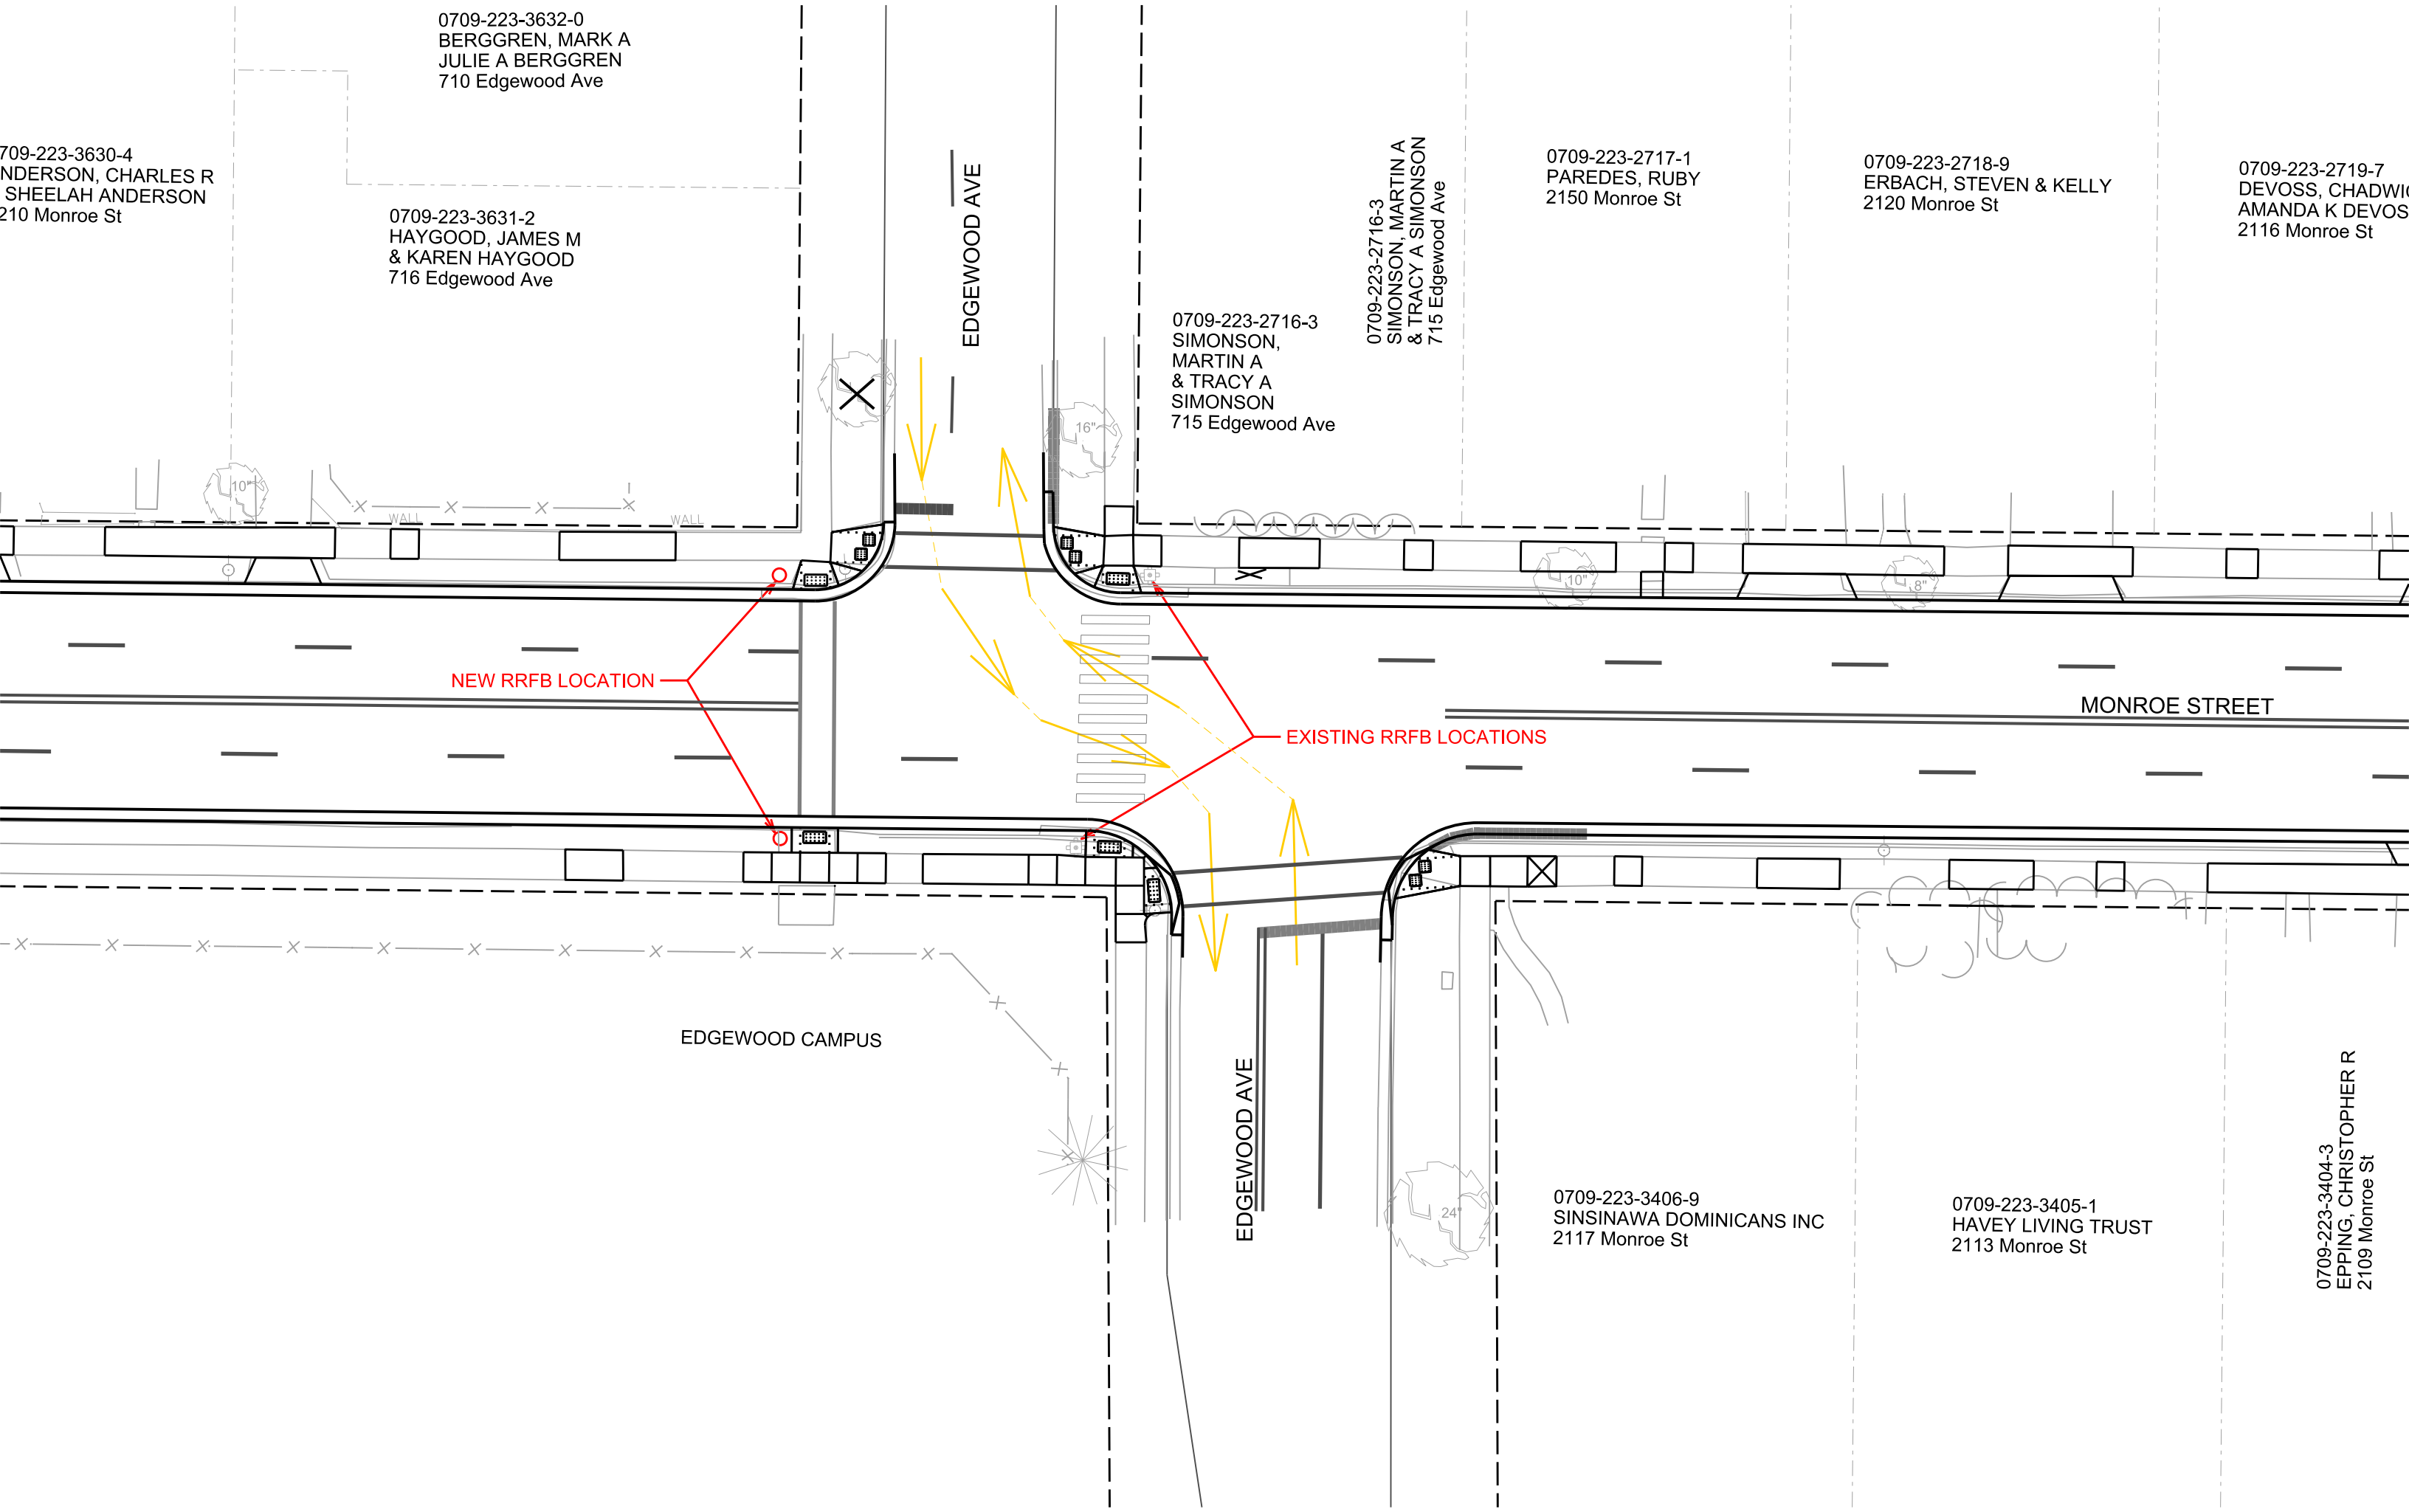 0709-223-3632-0
BERGGREN, MARK A
JULIE A BERGGREN
710 Edgewood Ave
709-223-3630-4
NDERSON, CHARLES R
SHEELAH ANDERSON
210 Monroe St
0709-223-3631-2
HAYGOOD, JAMES M
& KAREN HAYGOOD
716 Edgewood Ave
EDGEWOOD AVE
0709-223-2716-3
SIMONSON,
MARTIN A
& TRACY A
SIMONSON
715 Edgewood Ave
0709-223-2716-3
SIMONSON, MARTIN A
& TRACY A SIMONSON
715 Edgewood Ave
0709-223-2717-1
PAREDES, RUBY
2150 Monroe St
0709-223-2718-9
ERBACH, STEVEN & KELLY
2120 Monroe St
0709-223-2719-7
DEVOSS, CHADWIC
AMANDA K DEVOS
2116 Monroe St
16"
10"
WALL
WALL
10"
8"
NEW RRFB LOCATION
MONROE STREET
EXISTING RRFB LOCATIONS
EDGEWOOD CAMPUS
EDGEWOOD AVE
24"
0709-223-3406-9
SINSINAWA DOMINICANS INC
2117 Monroe St
0709-223-3405-1
HAVEY LIVING TRUST
2113 Monroe St
0709-223-3404-3
EPPING, CHRISTOPHER R
2109 Monroe St